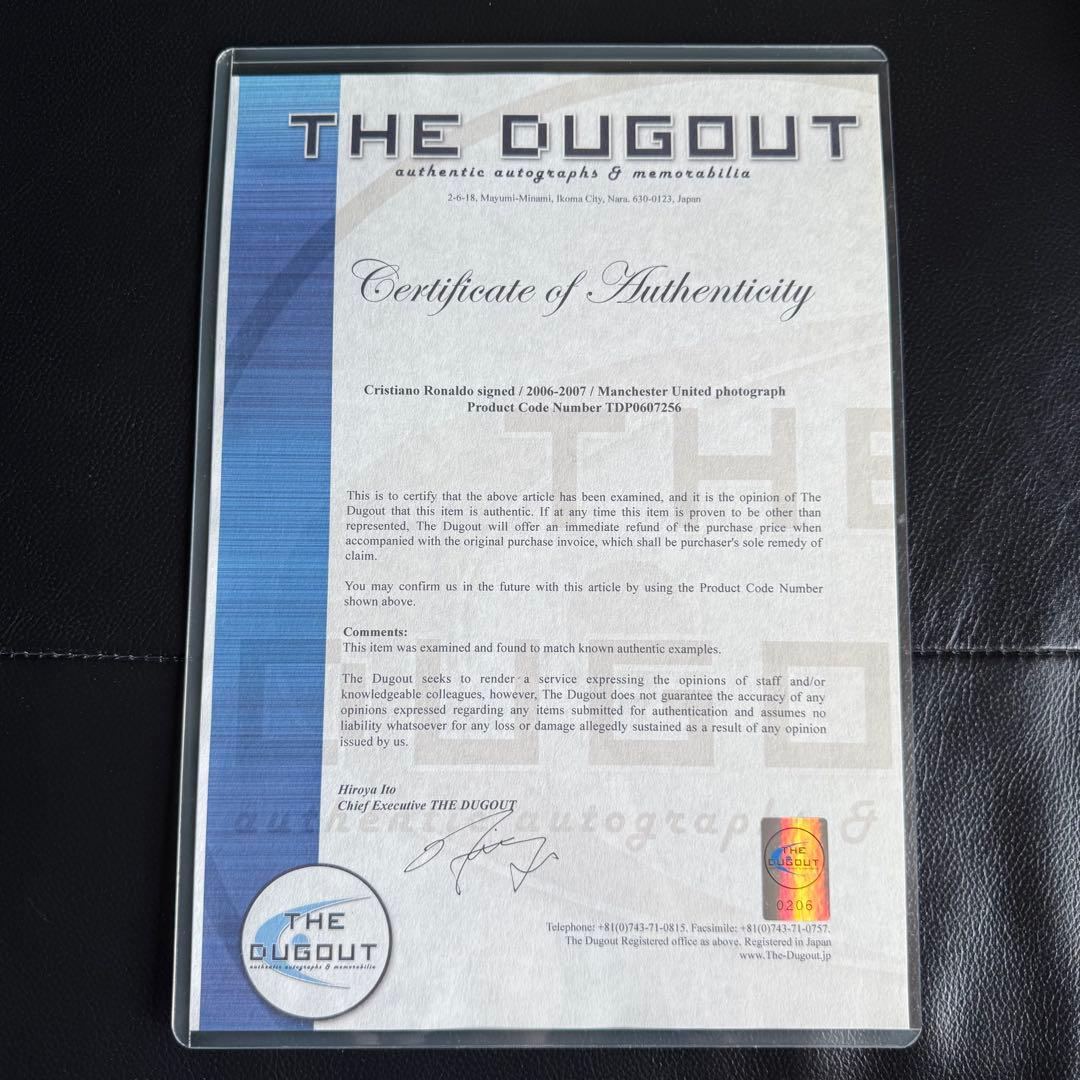 THE DUGOUT
authentic autographs & memorabilia
2-6-18, Mayumi-Minami, Ikoma City, Nara. 630-0123, Japan
Certificate of Authenticity
Cristiano Ronaldo signed / 2006-2007 / Manchester United photograph
Product Code Number TDP0607256
This is to certify that the above article has been examined, and it is the opinion of The
Dugout that this item is authentic. If at any time this item is proven to be other than
represented, The Dugout will offer an immediate refund of the purchase price when
accompanied with the original purchase invoice, which shall be purchaser's sole remedy of
claim.
You may confirm us in the future with this article by using the Product Code Number
shown above.
Comments:
This item was examined and found to match known authentic examples.
The Dugout seeks to render a service expressing the opinions of staff and/or
knowledgeable colleagues, however, The Dugout does not guarantee the accuracy of any
opinions expressed regarding any items submitted for authentication and assumes no
liability whatsoever for any loss or damage allegedly sustained as a result of any opinion
issued by us.
Hiroya Ito
Chief Executive THE DUGOUT
THE
DUGOUT
0206
THE
DUGOUT
authentic autographs & memorabilia
Telephone: +81(0)743-71-0815. Facsimile: +81(0)743-71-0757.
The Dugout Registered office as above. Registered in Japan
www.The-Dugout.jp